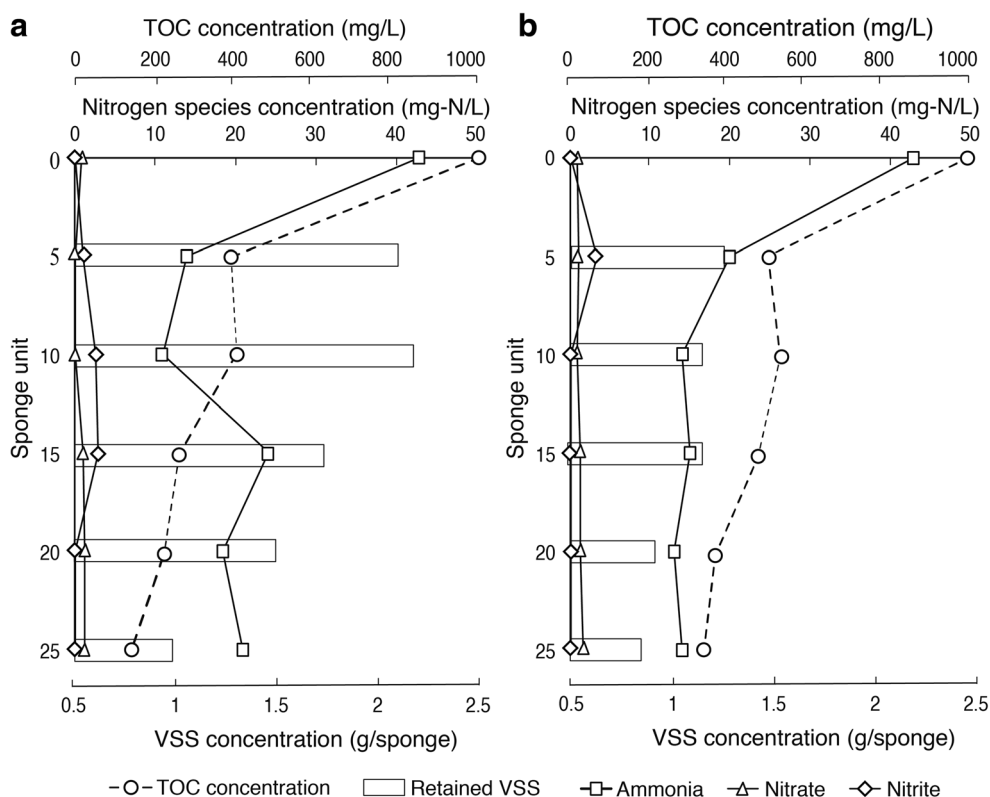 a
TOC concentration (mg/L)
0 200 400 600 800 1000
Nitrogen species concentration (mg-N/L)
0 10 20 30 40 50
0
5
10
15
20
25
Sponge unit
0.5 1 1.5 2 2.5
VSS concentration (g/sponge)
b
TOC concentration (mg/L)
0 200 400 600 800 1000
Nitrogen species concentration (mg-N/L)
0 10 20 30 40 50
0
5
10
15
20
25
Sponge unit
0.5 1 1.5 2 2.5
VSS concentration (g/sponge)
TOC concentration Retained VSS Ammonia Nitrate Nitrite